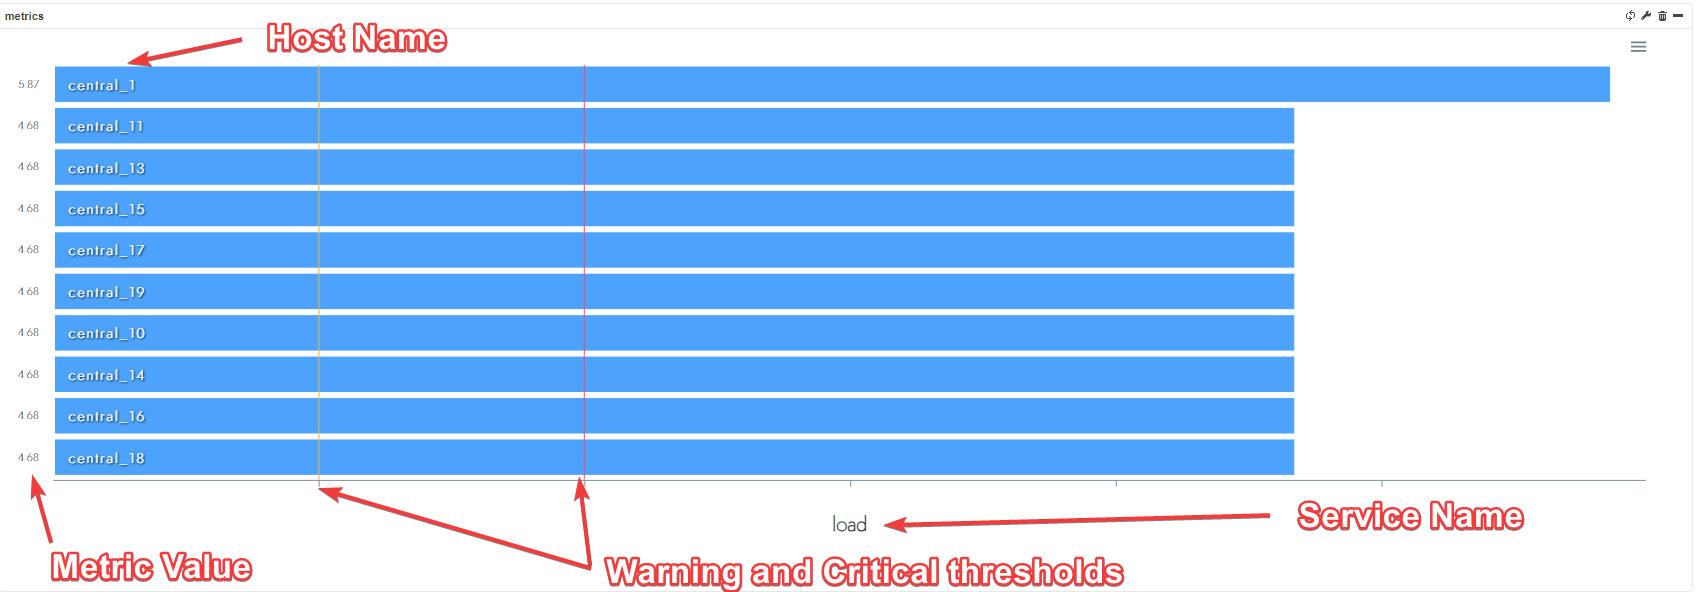 metrics
Host Name
5.87 central_1
4.68 central_11
4.68 central_13
4.68 central_15
4.68 central_17
4.68 central_19
4.68 central_10
4.68 central_14
4.68 central_16
4.68 central_18
load
Service Name
Metric Value
Warning and Critical thresholds